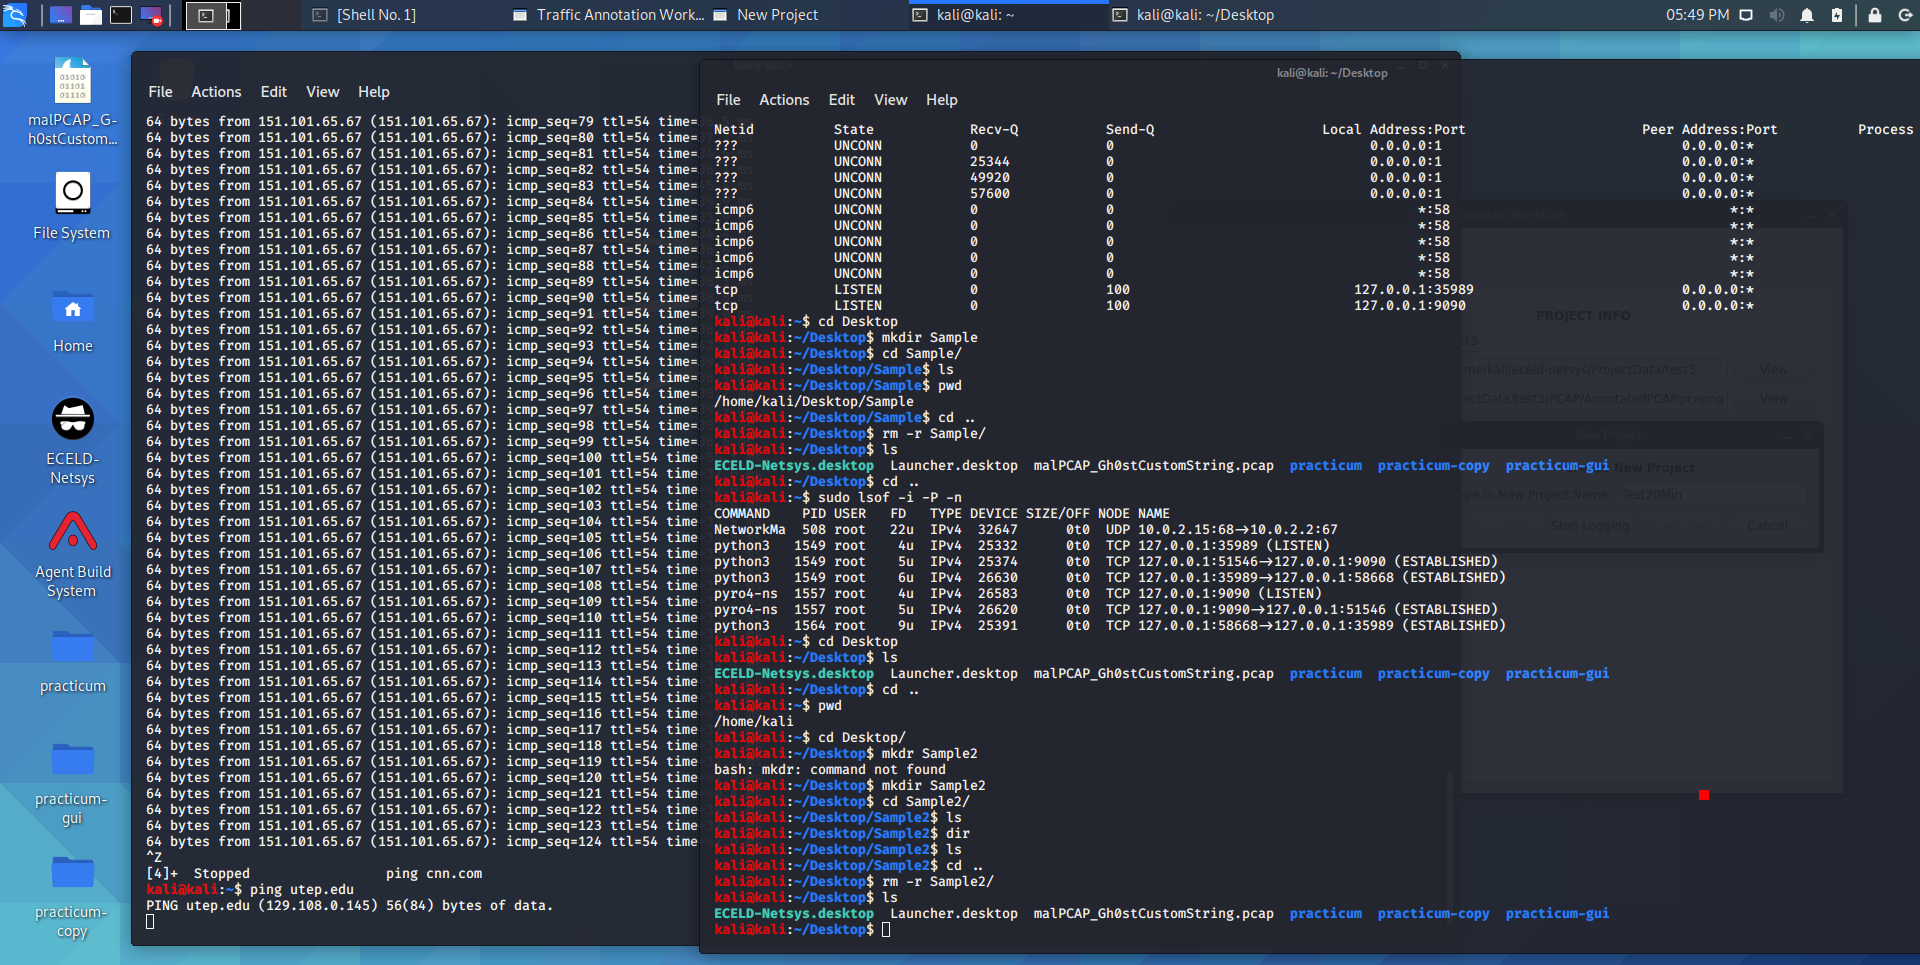 [Shell No. 1]
Traffic Annotation Work...
New Project
kali@kali: ~
kali@kali: ~/Desktop
05:49 PM
malPCAP_G-
h0stCustom...
File System
Home
ECELD-
Netsys
Agent Build
System
practicum
practicum-
gui
practicum-
copy
kali@kali: ~
File Actions Edit View Help
64 bytes from 151.101.65.67 (151.101.65.67): icmp_seq=79 ttl=54 time=
64 bytes from 151.101.65.67 (151.101.65.67): icmp_seq=80 ttl=54 time=
64 bytes from 151.101.65.67 (151.101.65.67): icmp_seq=81 ttl=54 time=
64 bytes from 151.101.65.67 (151.101.65.67): icmp_seq=82 ttl=54 time=
64 bytes from 151.101.65.67 (151.101.65.67): icmp_seq=83 ttl=54 time=
64 bytes from 151.101.65.67 (151.101.65.67): icmp_seq=84 ttl=54 time=
64 bytes from 151.101.65.67 (151.101.65.67): icmp_seq=85 ttl=54 time=
64 bytes from 151.101.65.67 (151.101.65.67): icmp_seq=86 ttl=54 time=
64 bytes from 151.101.65.67 (151.101.65.67): icmp_seq=87 ttl=54 time=
64 bytes from 151.101.65.67 (151.101.65.67): icmp_seq=88 ttl=54 time=
64 bytes from 151.101.65.67 (151.101.65.67): icmp_seq=89 ttl=54 time=
64 bytes from 151.101.65.67 (151.101.65.67): icmp_seq=90 ttl=54 time=
64 bytes from 151.101.65.67 (151.101.65.67): icmp_seq=91 ttl=54 time=
64 bytes from 151.101.65.67 (151.101.65.67): icmp_seq=92 ttl=54 time=
64 bytes from 151.101.65.67 (151.101.65.67): icmp_seq=93 ttl=54 time=
64 bytes from 151.101.65.67 (151.101.65.67): icmp_seq=94 ttl=54 time=
64 bytes from 151.101.65.67 (151.101.65.67): icmp_seq=95 ttl=54 time=
64 bytes from 151.101.65.67 (151.101.65.67): icmp_seq=96 ttl=54 time=
64 bytes from 151.101.65.67 (151.101.65.67): icmp_seq=97 ttl=54 time=
64 bytes from 151.101.65.67 (151.101.65.67): icmp_seq=98 ttl=54 time=
64 bytes from 151.101.65.67 (151.101.65.67): icmp_seq=99 ttl=54 time=
64 bytes from 151.101.65.67 (151.101.65.67): icmp_seq=100 ttl=54 time
64 bytes from 151.101.65.67 (151.101.65.67): icmp_seq=101 ttl=54 time
64 bytes from 151.101.65.67 (151.101.65.67): icmp_seq=102 ttl=54 time
64 bytes from 151.101.65.67 (151.101.65.67): icmp_seq=103 ttl=54 time
64 bytes from 151.101.65.67 (151.101.65.67): icmp_seq=104 ttl=54 time
64 bytes from 151.101.65.67 (151.101.65.67): icmp_seq=105 ttl=54 time
64 bytes from 151.101.65.67 (151.101.65.67): icmp_seq=106 ttl=54 time
64 bytes from 151.101.65.67 (151.101.65.67): icmp_seq=107 ttl=54 time
64 bytes from 151.101.65.67 (151.101.65.67): icmp_seq=108 ttl=54 time
64 bytes from 151.101.65.67 (151.101.65.67): icmp_seq=109 ttl=54 time
64 bytes from 151.101.65.67 (151.101.65.67): icmp_seq=110 ttl=54 time
64 bytes from 151.101.65.67 (151.101.65.67): icmp_seq=111 ttl=54 time
64 bytes from 151.101.65.67 (151.101.65.67): icmp_seq=112 ttl=54 time
64 bytes from 151.101.65.67 (151.101.65.67): icmp_seq=113 ttl=54 time
64 bytes from 151.101.65.67 (151.101.65.67): icmp_seq=114 ttl=54 time
64 bytes from 151.101.65.67 (151.101.65.67): icmp_seq=115 ttl=54 time
64 bytes from 151.101.65.67 (151.101.65.67): icmp_seq=116 ttl=54 time
64 bytes from 151.101.65.67 (151.101.65.67): icmp_seq=117 ttl=54 time
64 bytes from 151.101.65.67 (151.101.65.67): icmp_seq=118 ttl=54 time
64 bytes from 151.101.65.67 (151.101.65.67): icmp_seq=119 ttl=54 time
64 bytes from 151.101.65.67 (151.101.65.67): icmp_seq=120 ttl=54 time
64 bytes from 151.101.65.67 (151.101.65.67): icmp_seq=121 ttl=54 time
64 bytes from 151.101.65.67 (151.101.65.67): icmp_seq=122 ttl=54 time
64 bytes from 151.101.65.67 (151.101.65.67): icmp_seq=123 ttl=54 time
64 bytes from 151.101.65.67 (151.101.65.67): icmp_seq=124 ttl=54 time
^Z
[4]+ Stopped ping cnn.com
kali@kali:~$ ping utep.edu
PING utep.edu (129.108.0.145) 56(84) bytes of data.
kali@kali: ~/Desktop
File Actions Edit View Help
Netid State Recv-Q Send-Q Local Address:Port Peer Address:Port Process
??? UNCONN 0 0 0.0.0.0:1 0.0.0.0:*
??? UNCONN 25344 0 0.0.0.0:1 0.0.0.0:*
??? UNCONN 49920 0 0.0.0.0:1 0.0.0.0:*
??? UNCONN 57600 0 0.0.0.0:1 0.0.0.0:*
icmp6 UNCONN 0 0 *:58 *:*
icmp6 UNCONN 0 0 *:58 *:*
icmp6 UNCONN 0 0 *:58 *:*
icmp6 UNCONN 0 0 *:58 *:*
icmp6 UNCONN 0 0 *:58 *:*
tcp LISTEN 0 100 127.0.0.1:35989 0.0.0.0:*
tcp LISTEN 0 100 127.0.0.1:9090 0.0.0.0:*
kali@kali:~$ cd Desktop
kali@kali:~/Desktop$ mkdir Sample
kali@kali:~/Desktop$ cd Sample/
kali@kali:~/Desktop/Sample$ ls
kali@kali:~/Desktop/Sample$ pwd
/home/kali/Desktop/Sample
kali@kali:~/Desktop/Sample$ cd ..
kali@kali:~/Desktop$ rm -r Sample/
kali@kali:~/Desktop$ ls
ECELD-Netsys.desktop Launcher.desktop malPCAP_Gh0stCustomString.pcap practicum practicum-copy practicum-gui
kali@kali:~/Desktop$ cd ..
kali@kali:~$ sudo lsof -i -P -n
COMMAND PID USER FD TYPE DEVICE SIZE/OFF NODE NAME
NetworkMa 508 root 22u IPv4 32647 0t0 UDP 10.0.2.15:68->10.0.2.2:67
python3 1549 root 4u IPv4 25332 0t0 TCP 127.0.0.1:35989 (LISTEN)
python3 1549 root 5u IPv4 25374 0t0 TCP 127.0.0.1:51546->127.0.0.1:9090 (ESTABLISHED)
python3 1549 root 6u IPv4 26630 0t0 TCP 127.0.0.1:35989->127.0.0.1:58668 (ESTABLISHED)
pyro4-ns 1557 root 4u IPv4 26583 0t0 TCP 127.0.0.1:9090 (LISTEN)
pyro4-ns 1557 root 5u IPv4 26620 0t0 TCP 127.0.0.1:9090->127.0.0.1:51546 (ESTABLISHED)
python3 1564 root 9u IPv4 25391 0t0 TCP 127.0.0.1:58668->127.0.0.1:35989 (ESTABLISHED)
kali@kali:~$ cd Desktop
kali@kali:~/Desktop$ ls
ECELD-Netsys.desktop Launcher.desktop malPCAP_Gh0stCustomString.pcap practicum practicum-copy practicum-gui
kali@kali:~/Desktop$ cd ..
kali@kali:~$ pwd
/home/kali
kali@kali:~$ cd Desktop/
kali@kali:~/Desktop$ mkdr Sample2
bash: mkdr: command not found
kali@kali:~/Desktop$ mkdir Sample2
kali@kali:~/Desktop$ cd Sample2/
kali@kali:~/Desktop/Sample2$ ls
kali@kali:~/Desktop/Sample2$ dir
kali@kali:~/Desktop/Sample2$ ls
kali@kali:~/Desktop/Sample2$ cd ..
kali@kali:~/Desktop$ rm -r Sample2/
kali@kali:~/Desktop$ ls
ECELD-Netsys.desktop Launcher.desktop malPCAP_Gh0stCustomString.pcap practicum practicum-copy practicum-gui
kali@kali:~/Desktop$
PROJECT INFO
me/kali/eceld-netsys/ProjectData/test3 View
ectData/test3/PCAP/AnnotatedPCAP.pcapng View
New Project
New Project
ype in New Project Name Test20Min
Stop Logging Cancel